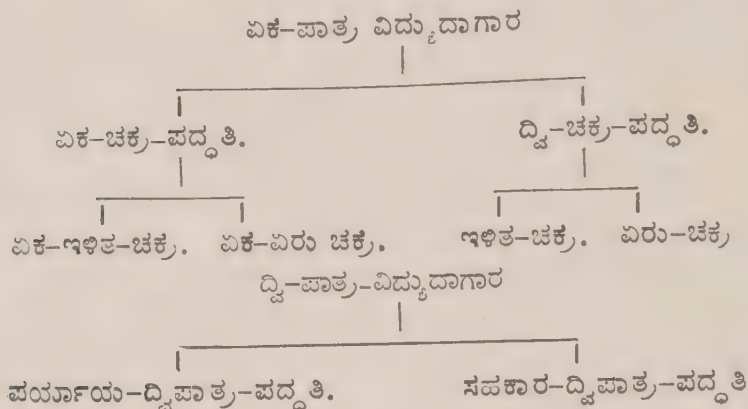 ಏಕ-ಪಾತ್ರ ವಿದ್ಯುದಾಗಾರ
ಏಕ-ಚಕ್ರ-ಪದ್ಧತಿ. ದ್ವಿ-ಚಕ್ರ-ಪದ್ಧತಿ.
ಏಕ-ಇಳಿತ-ಚಕ್ರ. ಏಕ-ಏರು ಚಕ್ರ. ಇಳಿತ-ಚಕ್ರ. ಏರು-ಚಕ್ರ
ದ್ವಿ-ಪಾತ್ರ-ವಿದ್ಯುದಾಗಾರ
ಪರ್ಯಾಯ-ದ್ವಿಪಾತ್ರ-ಪದ್ಧತಿ. ಸಹಕಾರ-ದ್ವಿಪಾತ್ರ-ಪದ್ಧತಿ